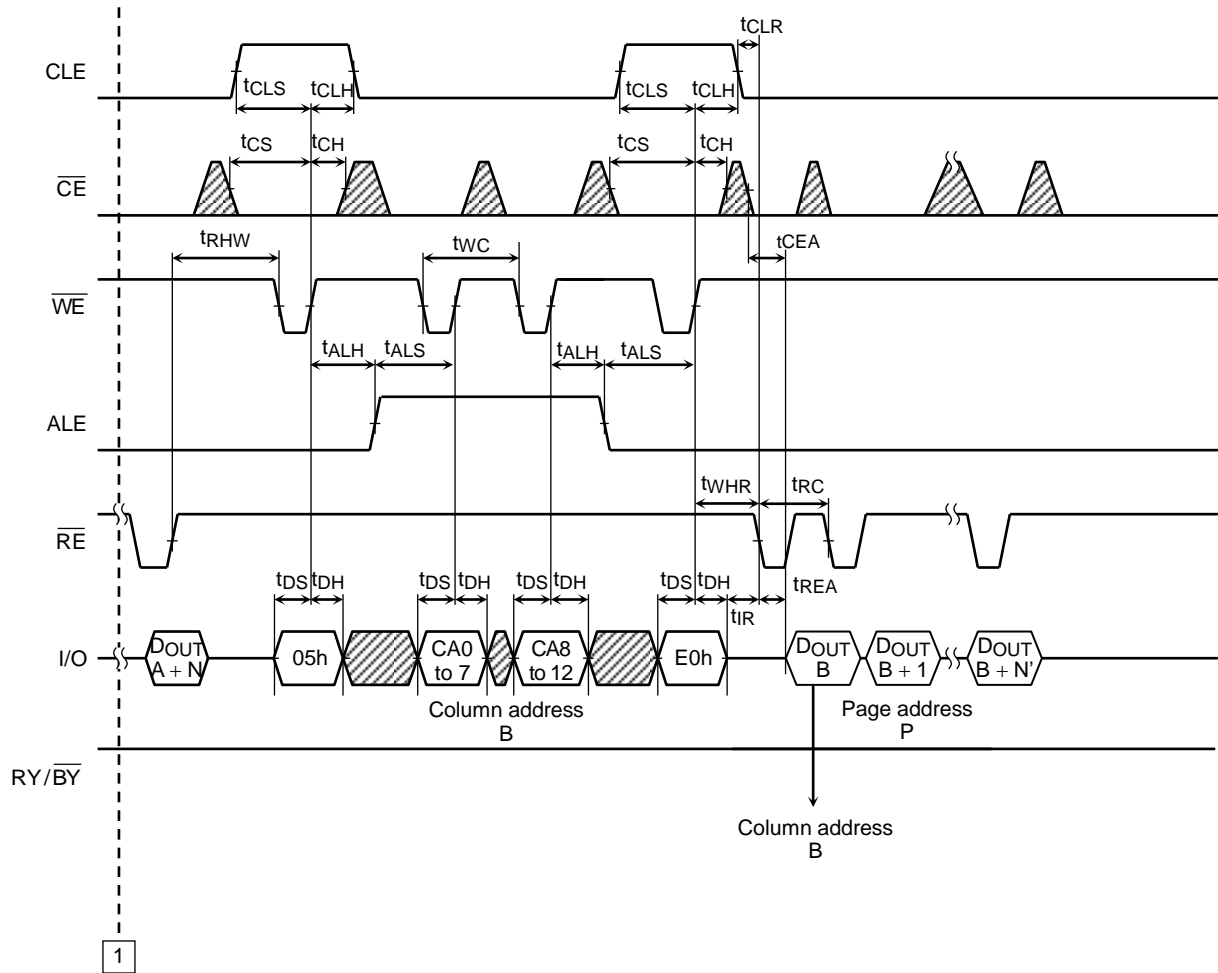 tCLR
CLE
tCLS tCLH tCLS tCLH
tCS tCH tCS tCH
CE
tRHW tWC tCEA
WE
tALH tALS tALH tALS
ALE
tWHR tRC
RE
tDS tDH tDS tDH tDS tDH tDS tDH tREA
tIR
I/O DOUT A + N 05h CA0 to 7 CA8 to 12 E0h DOUT B DOUT B + 1 DOUT B + N’
Column address
B
Page address
P
RY/BY
Column address
B
1